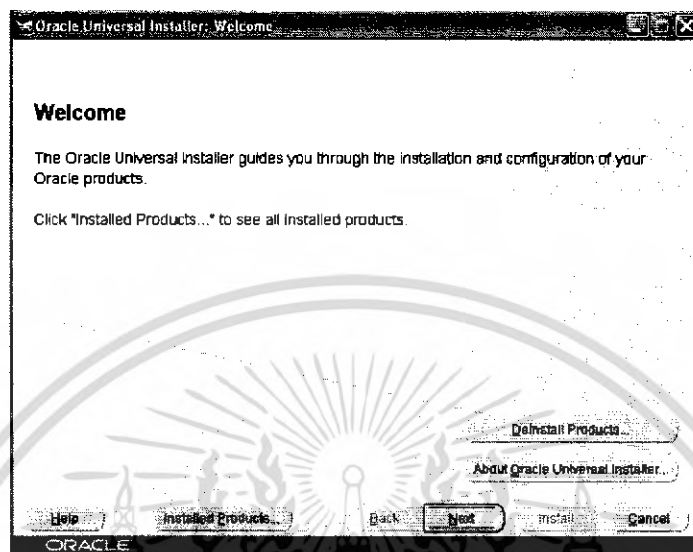 Oracle Universal Installer: Welcome
Welcome
The Oracle Universal Installer guides you through the installation and configuration of your
Oracle products.
Click "Installed Products..." to see all installed products.
Deinstall Products...
About Oracle Universal Installer...
Help Installed Products... Back Next Install Cancel
ORACLE